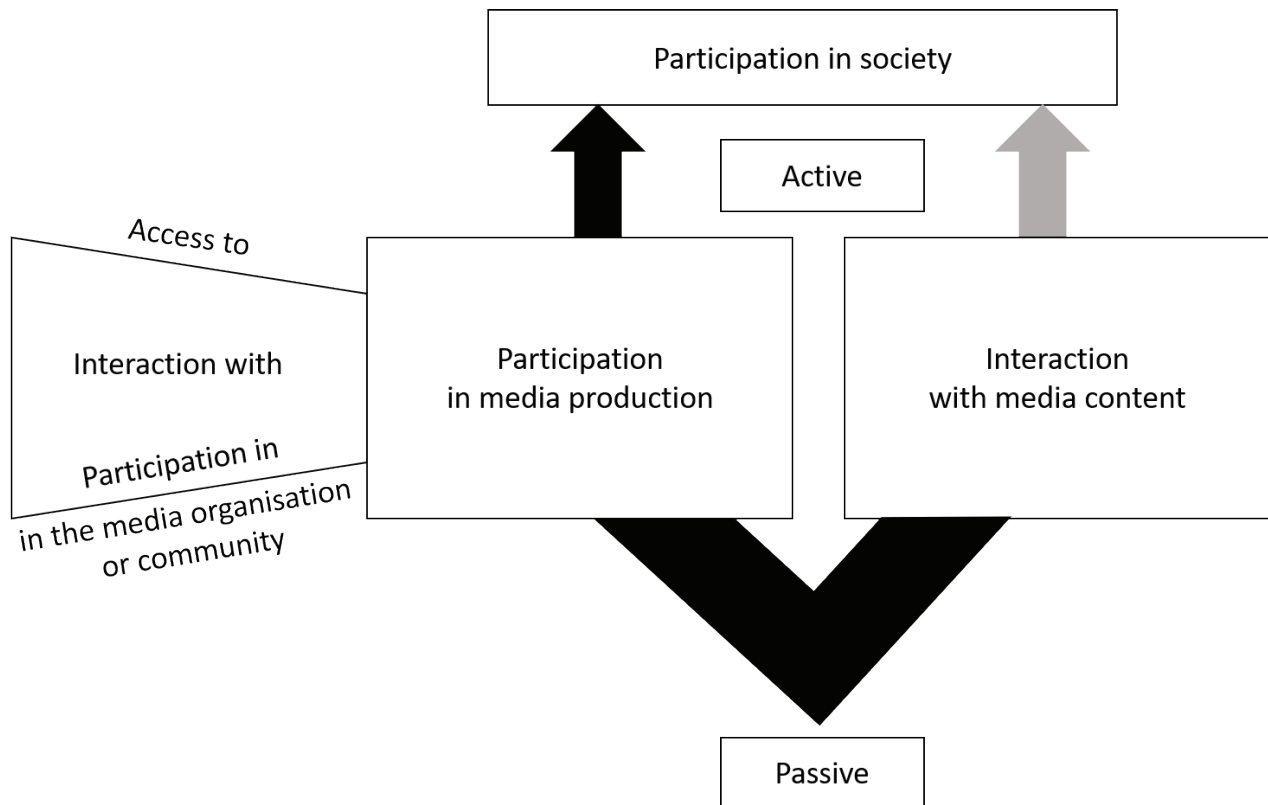 Participation in society
Active
Access to
Interaction with
Participation in
in the media organisation
or community
Participation
in media production
Interaction
with media content
Passive